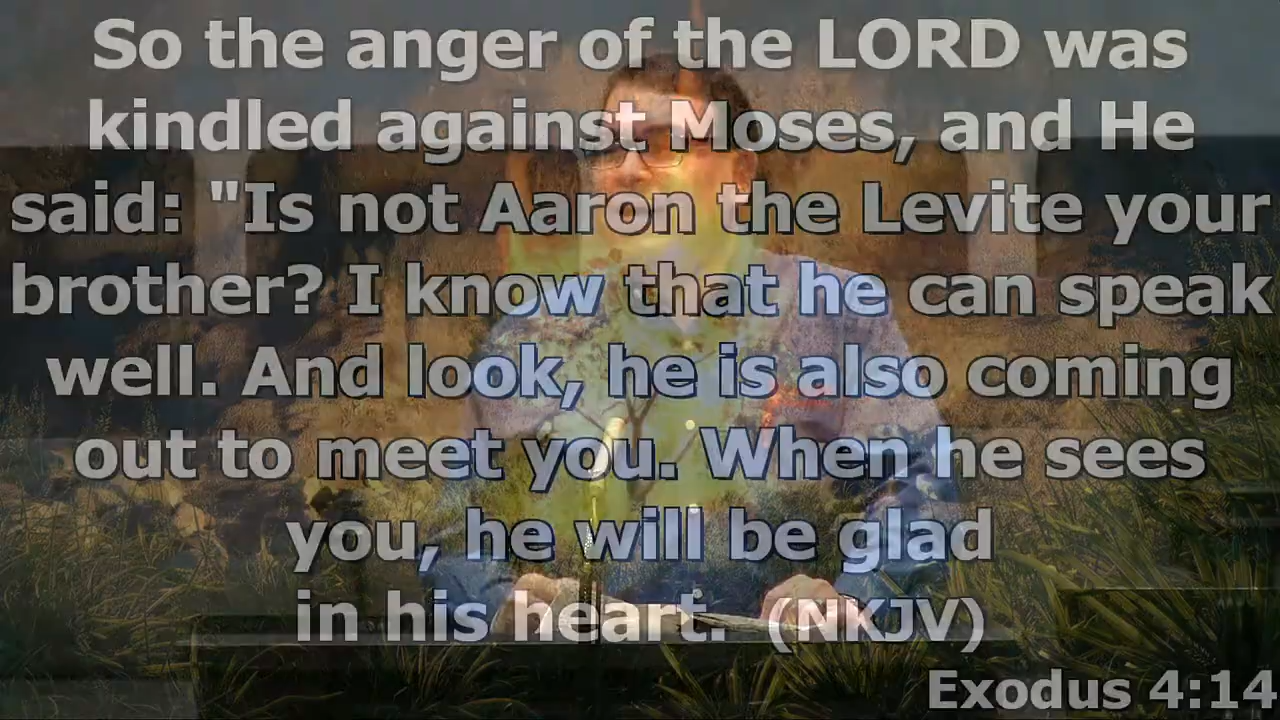 So the anger of the LORD was
kindled against Moses, and He
said: "Is not Aaron the Levite your
brother? I know that he can speak
well. And look, he is also coming
out to meet you. When he sees
you, he will be glad
in his heart. (NKJV)
Exodus 4:14